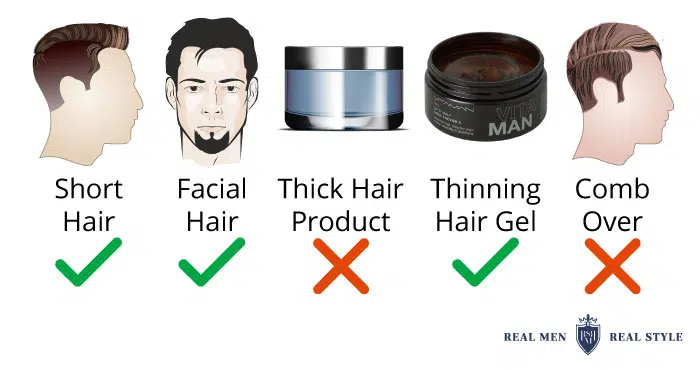 Short
Hair
Facial
Hair
Thick Hair
Product
Thinning
Hair Gel
Comb
Over
VITA
MAN
REAL MEN
REAL STYLE